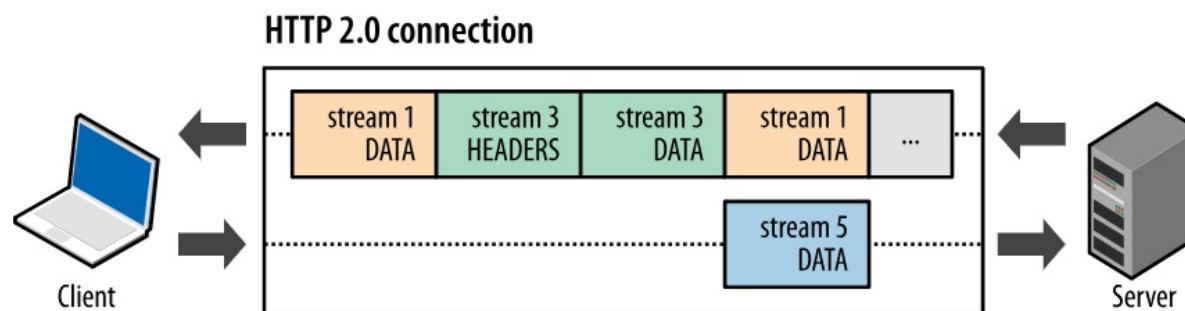 HTTP 2.0 connection
stream 1
DATA
stream 3
HEADERS
stream 3
DATA
stream 1
DATA
...
stream 5
DATA
Client
Server